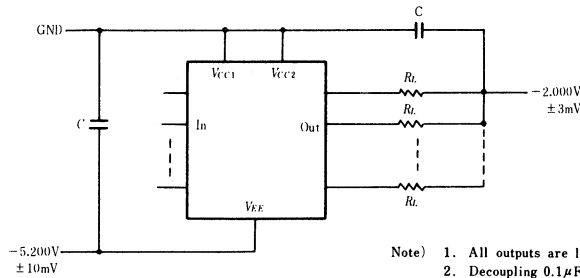 C
GND
VCC1 VCC2
RL
−2.000V
±3mV
RL
C
In
Out
RL
VEE
−5.200V
±10mV
Note) 1. All outputs are
2. Decoupling 0.1μF